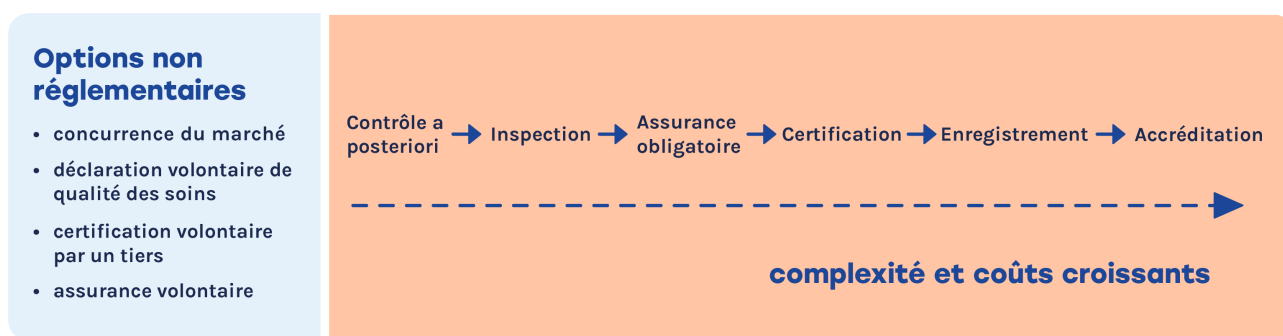 Options non
réglementaires
• concurrence du marché
• déclaration volontaire de
qualité des soins
• certification volontaire
par un tiers
• assurance volontaire
Contrôle a
posteriori
Inspection
Assurance
obligatoire
Certification
Enregistrement
Accréditation
complexité et coûts croissants